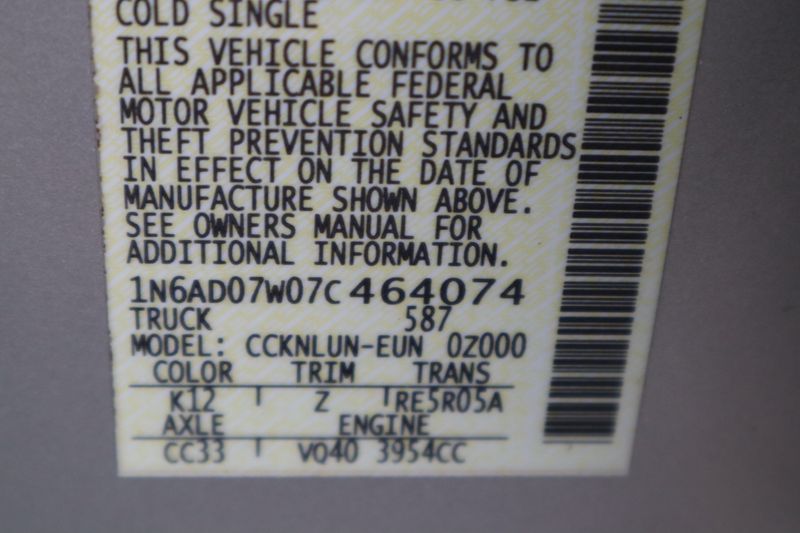 COLD SINGLE
THIS VEHICLE CONFORMS TO
ALL APPLICABLE FEDERAL
MOTOR VEHICLE SAFETY AND
THEFT PREVENTION STANDARDS
IN EFFECT ON THE DATE OF
MANUFACTURE SHOWN ABOVE.
SEE OWNERS MANUAL FOR
ADDITIONAL INFORMATION.
1N6AD07W07C464074
TRUCK 587
MODEL: CCKNLUN-EUN 0Z000
COLOR TRIM TRANS
K12 Z RE5R05A
AXLE ENGINE
CC33 VQ40 3954CC